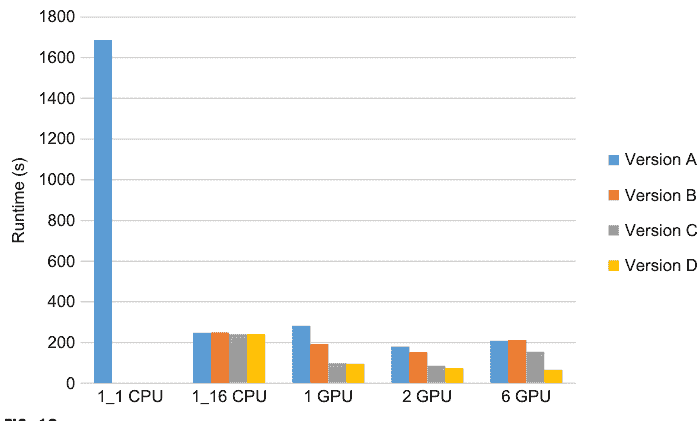 1800
1600
1400
1200
1000
800
600
400
200
0
Runtime (s)
1_1 CPU 1_16 CPU 1 GPU 2 GPU 6 GPU
Version A
Version B
Version C
Version D